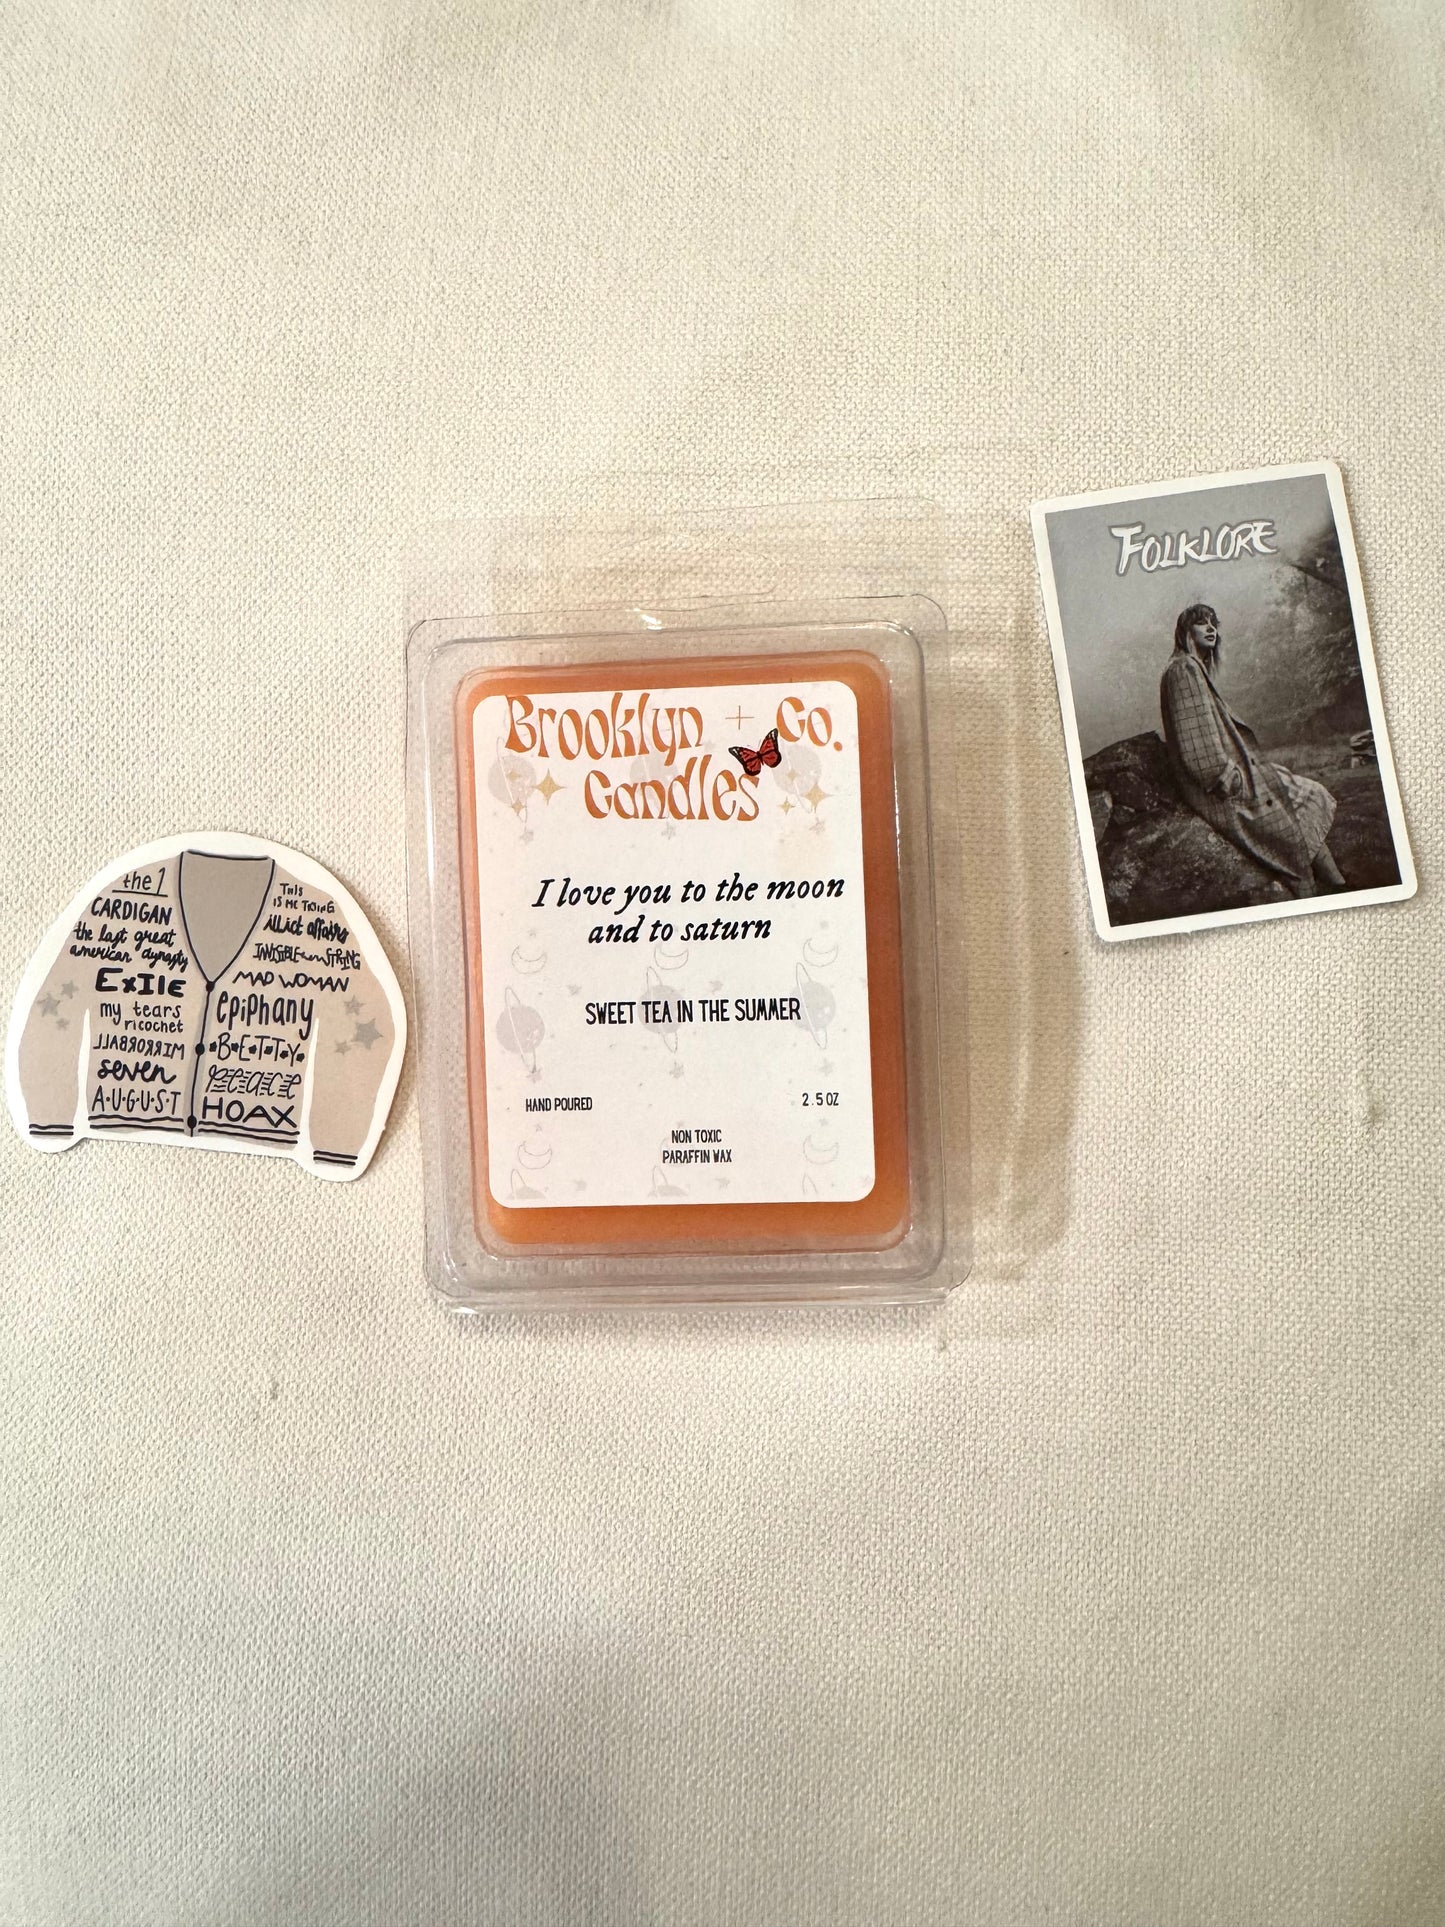 the 1
CARDIGAN
the last great
american dynasty
ExIle
my tears
ricochet
MIRRORBALL
seven
A·U·G·U·S·T
THIS
IS ME TRYING
illict affairs
INVISIBLE STRING
MAD WOMAN
epiphany
B·E·T·T·Y
peace
HOAX
Brooklyn + Co.
Candles
I love you to the moon
and to saturn
SWEET TEA IN THE SUMMER
HAND POURED
2.5 OZ
NON TOXIC
PARAFFIN WAX
FOLKLORE